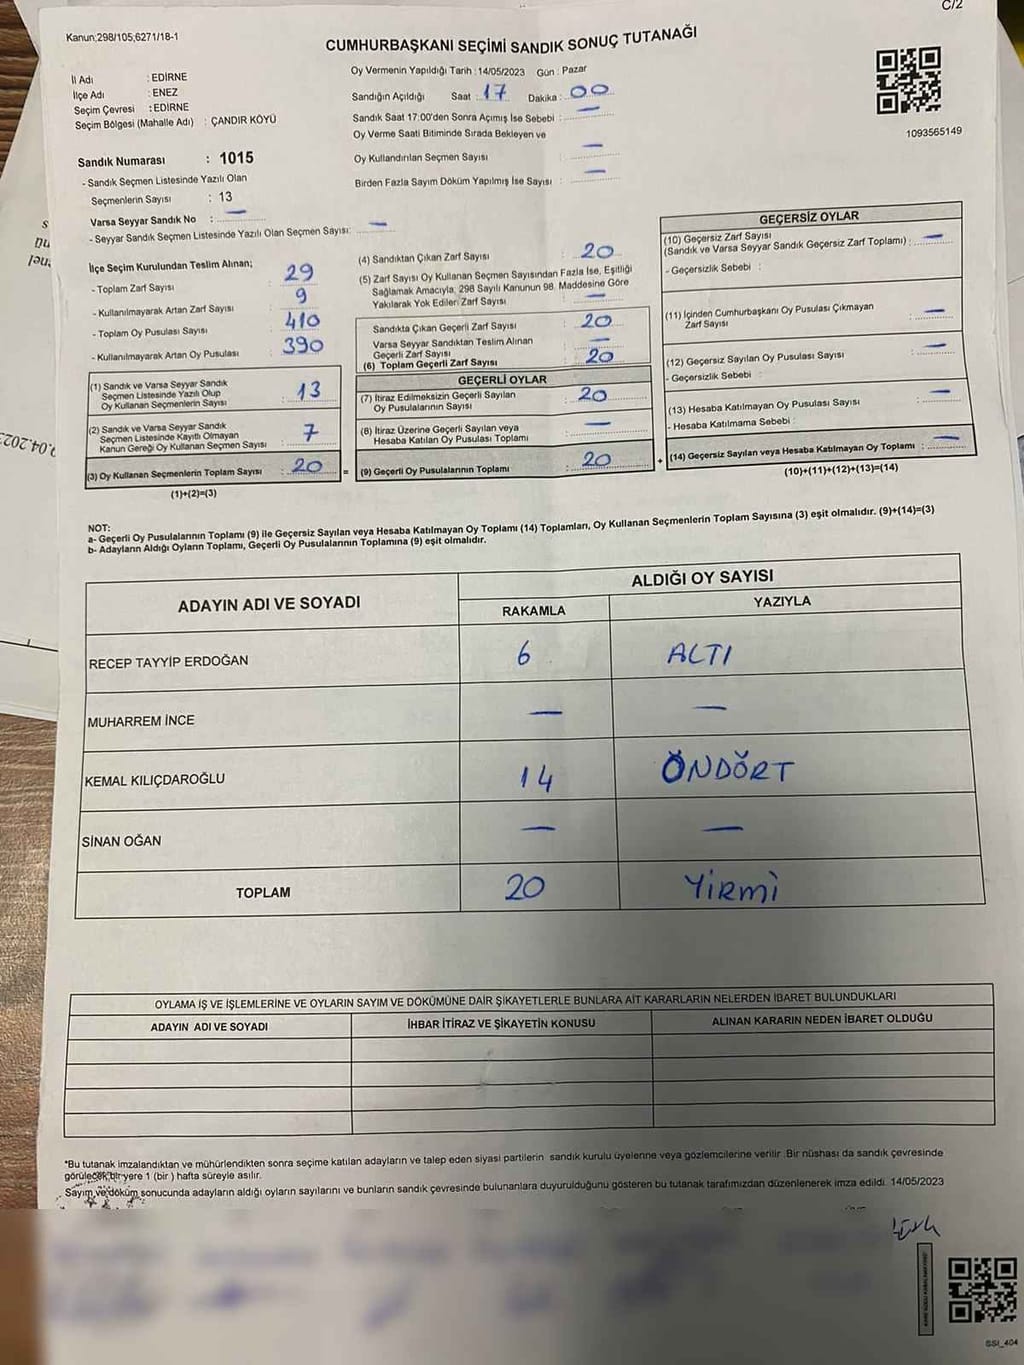 C/2
Kanun;298/105,6271/18-1
CUMHURBAŞKANI SEÇİMİ SANDIK SONUÇ TUTANAĞI
İl Adı : EDİRNE
İlçe Adı : ENEZ
Seçim Çevresi : EDİRNE
Seçim Bölgesi (Mahalle Adı) : ÇANDIR KÖYÜ
Oy Vermenin Yapıldığı Tarih : 14/05/2023 Gün : Pazar
Sandığın Açıldığı Saat : 17 Dakika : 00
Sandık Saat 17:00'den Sonra Açımış İse Sebebi : —
Oy Verme Saati Bitiminde Sırada Bekleyen ve
Oy Kullandırılan Seçmen Sayısı : —
Birden Fazla Sayım Döküm Yapılmış İse Sayısı : —
1093565149
Sandık Numarası : 1015
- Sandık Seçmen Listesinde Yazılı Olan
Seçmenlerin Sayısı : 13
Varsa Seyyar Sandık No : —
- Seyyar Sandık Seçmen Listesinde Yazılı Olan Seçmen Sayısı: —
İlçe Seçim Kurulundan Teslim Alınan;
- Toplam Zarf Sayısı : 29
- Kullanılmayarak Artan Zarf Sayısı : 9
- Toplam Oy Pusulası Sayısı : 410
- Kullanılmayarak Artan Oy Pusulası : 390
(1) Sandık ve Varsa Seyyar Sandık
Seçmen Listesinde Yazılı Olup
Oy Kullanan Seçmenlerin Sayısı : 13
(2) Sandık ve Varsa Seyyar Sandık
Seçmen Listesinde Kayıtlı Olmayan
Kanun Gereği Oy Kullanan Seçmen Sayısı : 7
(3) Oy Kullanan Seçmenlerin Toplam Sayısı : 20 =
(1)+(2)=(3)
(4) Sandıktan Çıkan Zarf Sayısı : 20
(5) Zarf Sayısı Oy Kullanan Seçmen Sayısından Fazla İse, Eşitliği
Sağlamak Amacıyla, 298 Sayılı Kanunun 98. Maddesine Göre
Yakılarak Yok Edilen Zarf Sayısı : —
Sandıkta Çıkan Geçerli Zarf Sayısı : 20
Varsa Seyyar Sandıktan Teslim Alınan
Geçerli Zarf Sayısı : —
(6) Toplam Geçerli Zarf Sayısı : 20
GEÇERLİ OYLAR
(7) İtiraz Edilmeksizin Geçerli Sayılan
Oy Pusulalarının Sayısı : 20
(8) İtiraz Üzerine Geçerli Sayılan veya
Hesaba Katılan Oy Pusulası Toplamı : —
(9) Geçerli Oy Pusulalarının Toplamı : 20 +
GEÇERSİZ OYLAR
(10) Geçersiz Zarf Sayısı
(Sandık ve Varsa Seyyar Sandık Geçersiz Zarf Toplamı) : —
- Geçersizlik Sebebi :
(11) İçinden Cumhurbaşkanı Oy Pusulası Çıkmayan
Zarf Sayısı : —
(12) Geçersiz Sayılan Oy Pusulası Sayısı : —
- Geçersizlik Sebebi :
(13) Hesaba Katılmayan Oy Pusulası Sayısı : —
- Hesaba Katılmama Sebebi :
(14) Geçersiz Sayılan veya Hesaba Katılmayan Oy Toplamı : —
(10)+(11)+(12)+(13)=(14)
NOT:
a- Geçerli Oy Pusulalarının Toplamı (9) ile Geçersiz Sayılan veya Hesaba Katılmayan Oy Toplamı (14) Toplamları, Oy Kullanan Seçmenlerin Toplam Sayısına (3) eşit olmalıdır. (9)+(14)=(3)
b- Adayların Aldığı Oyların Toplamı, Geçerli Oy Pusulalarının Toplamına (9) eşit olmalıdır.
ADAYIN ADI VE SOYADI ALDIĞI OY SAYISI
RAKAMLA YAZIYLA
RECEP TAYYİP ERDOĞAN 6 ALTI
MUHARREM İNCE — —
KEMAL KILIÇDAROĞLU 14 ÖNDÖRT
SİNAN OĞAN — —
TOPLAM 20 YİRMİ
OYLAMA İŞ VE İŞLEMLERİNE VE OYLARIN SAYIM VE DÖKÜMÜNE DAİR ŞİKAYETLERLE BUNLARA AİT KARARLARIN NELERDEN İBARET BULUNDUKLARI
ADAYIN ADI VE SOYADI İHBAR İTİRAZ VE ŞİKAYETİN KONUSU ALINAN KARARIN NEDEN İBARET OLDUĞU
*Bu tutanak imzalandıktan ve mühürlendikten sonra seçime katılan adayların ve talep eden siyasi partilerin sandık kurulu üyelerine veya gözlemcilerine verilir .Bir nüshası da sandık çevresinde
görülecek bir yere 1 (bir ) hafta süreyle asılır.
Sayım ve döküm sonucunda adayların aldığı oyların sayılarını ve bunların sandık çevresinde bulunanlara duyurulduğunu gösteren bu tutanak tarafımızdan düzenlenerek imza edildi. 14/05/2023
SSI_404